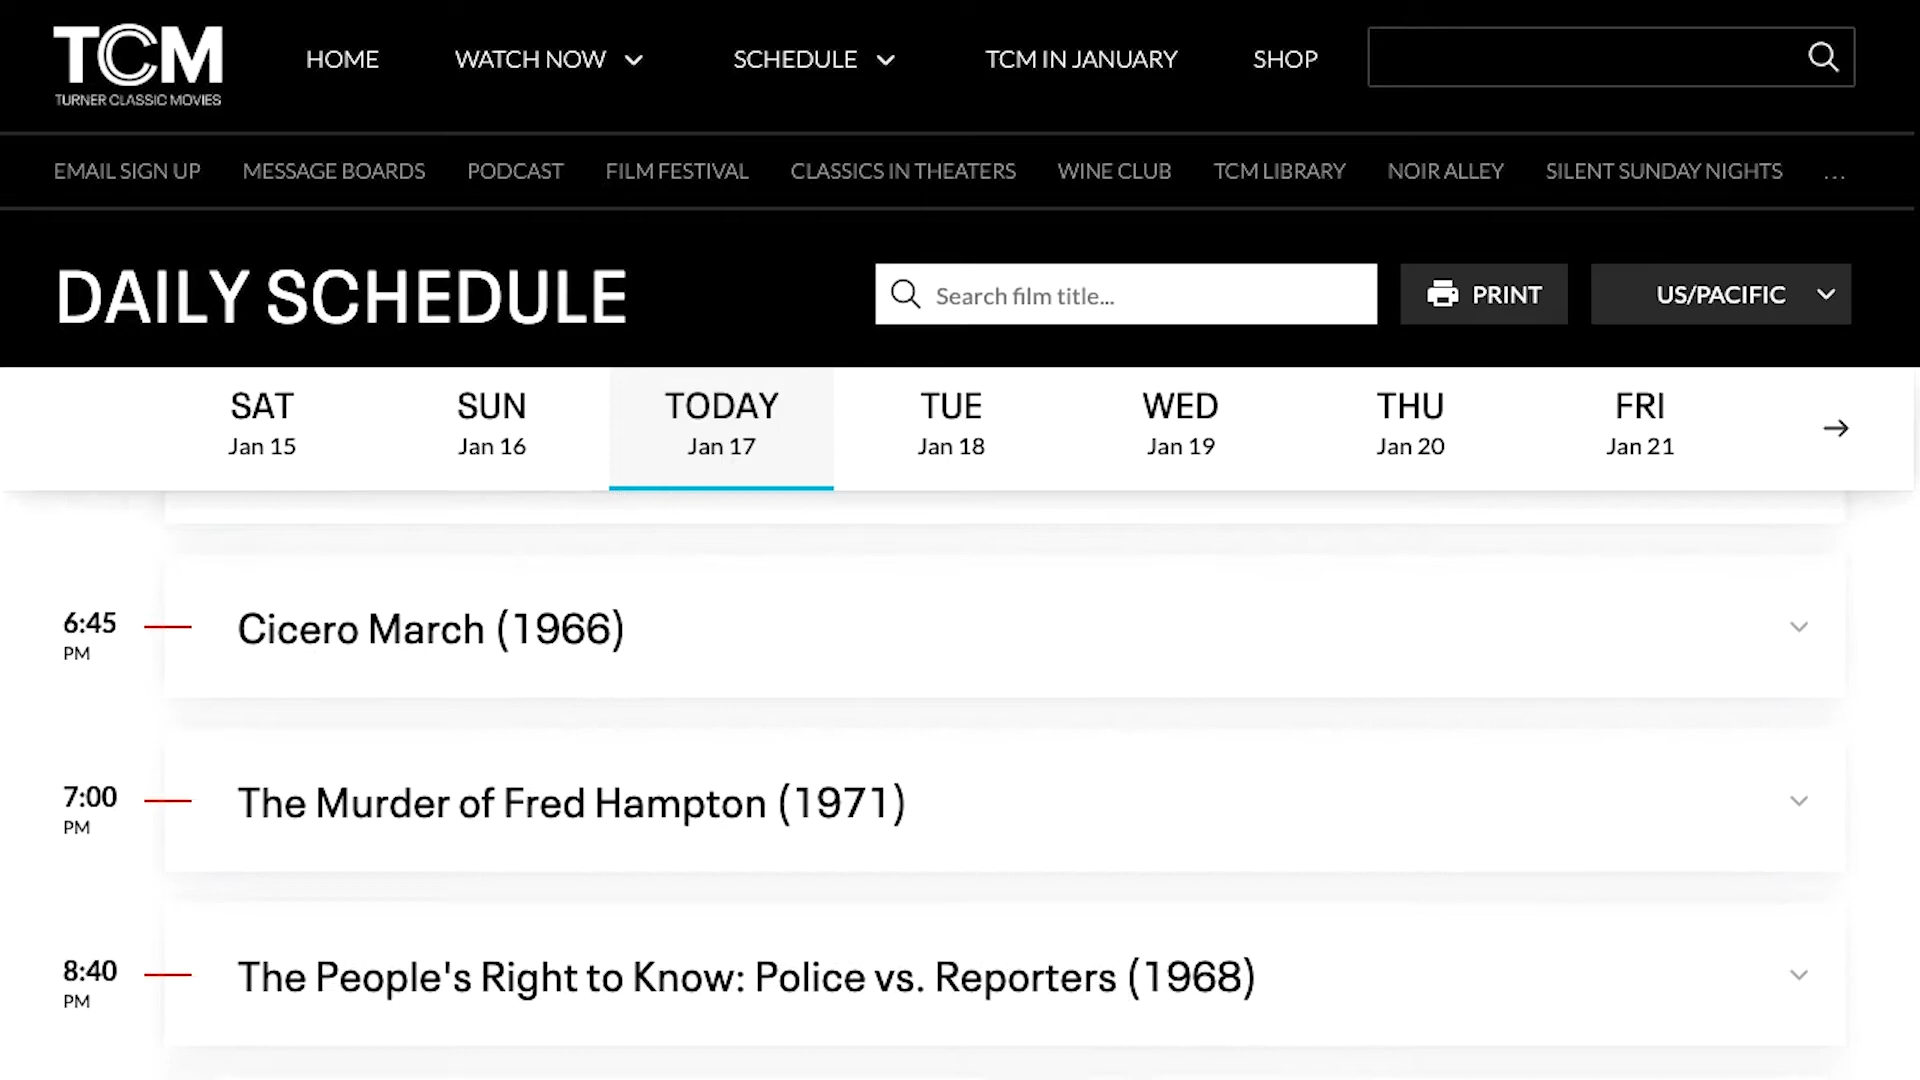 TCM
TURNER CLASSIC MOVIES
HOME
WATCH NOW
SCHEDULE
TCM IN JANUARY
SHOP
EMAIL SIGN UP
MESSAGE BOARDS
PODCAST
FILM FESTIVAL
CLASSICS IN THEATERS
WINE CLUB
TCM LIBRARY
NOIR ALLEY
SILENT SUNDAY NIGHTS
...
DAILY SCHEDULE
Search film title...
PRINT
US/PACIFIC
SAT
Jan 15
SUN
Jan 16
TODAY
Jan 17
TUE
Jan 18
WED
Jan 19
THU
Jan 20
FRI
Jan 21
6:45
PM
Cicero March (1966)
7:00
PM
The Murder of Fred Hampton (1971)
8:40
PM
The People's Right to Know: Police vs. Reporters (1968)